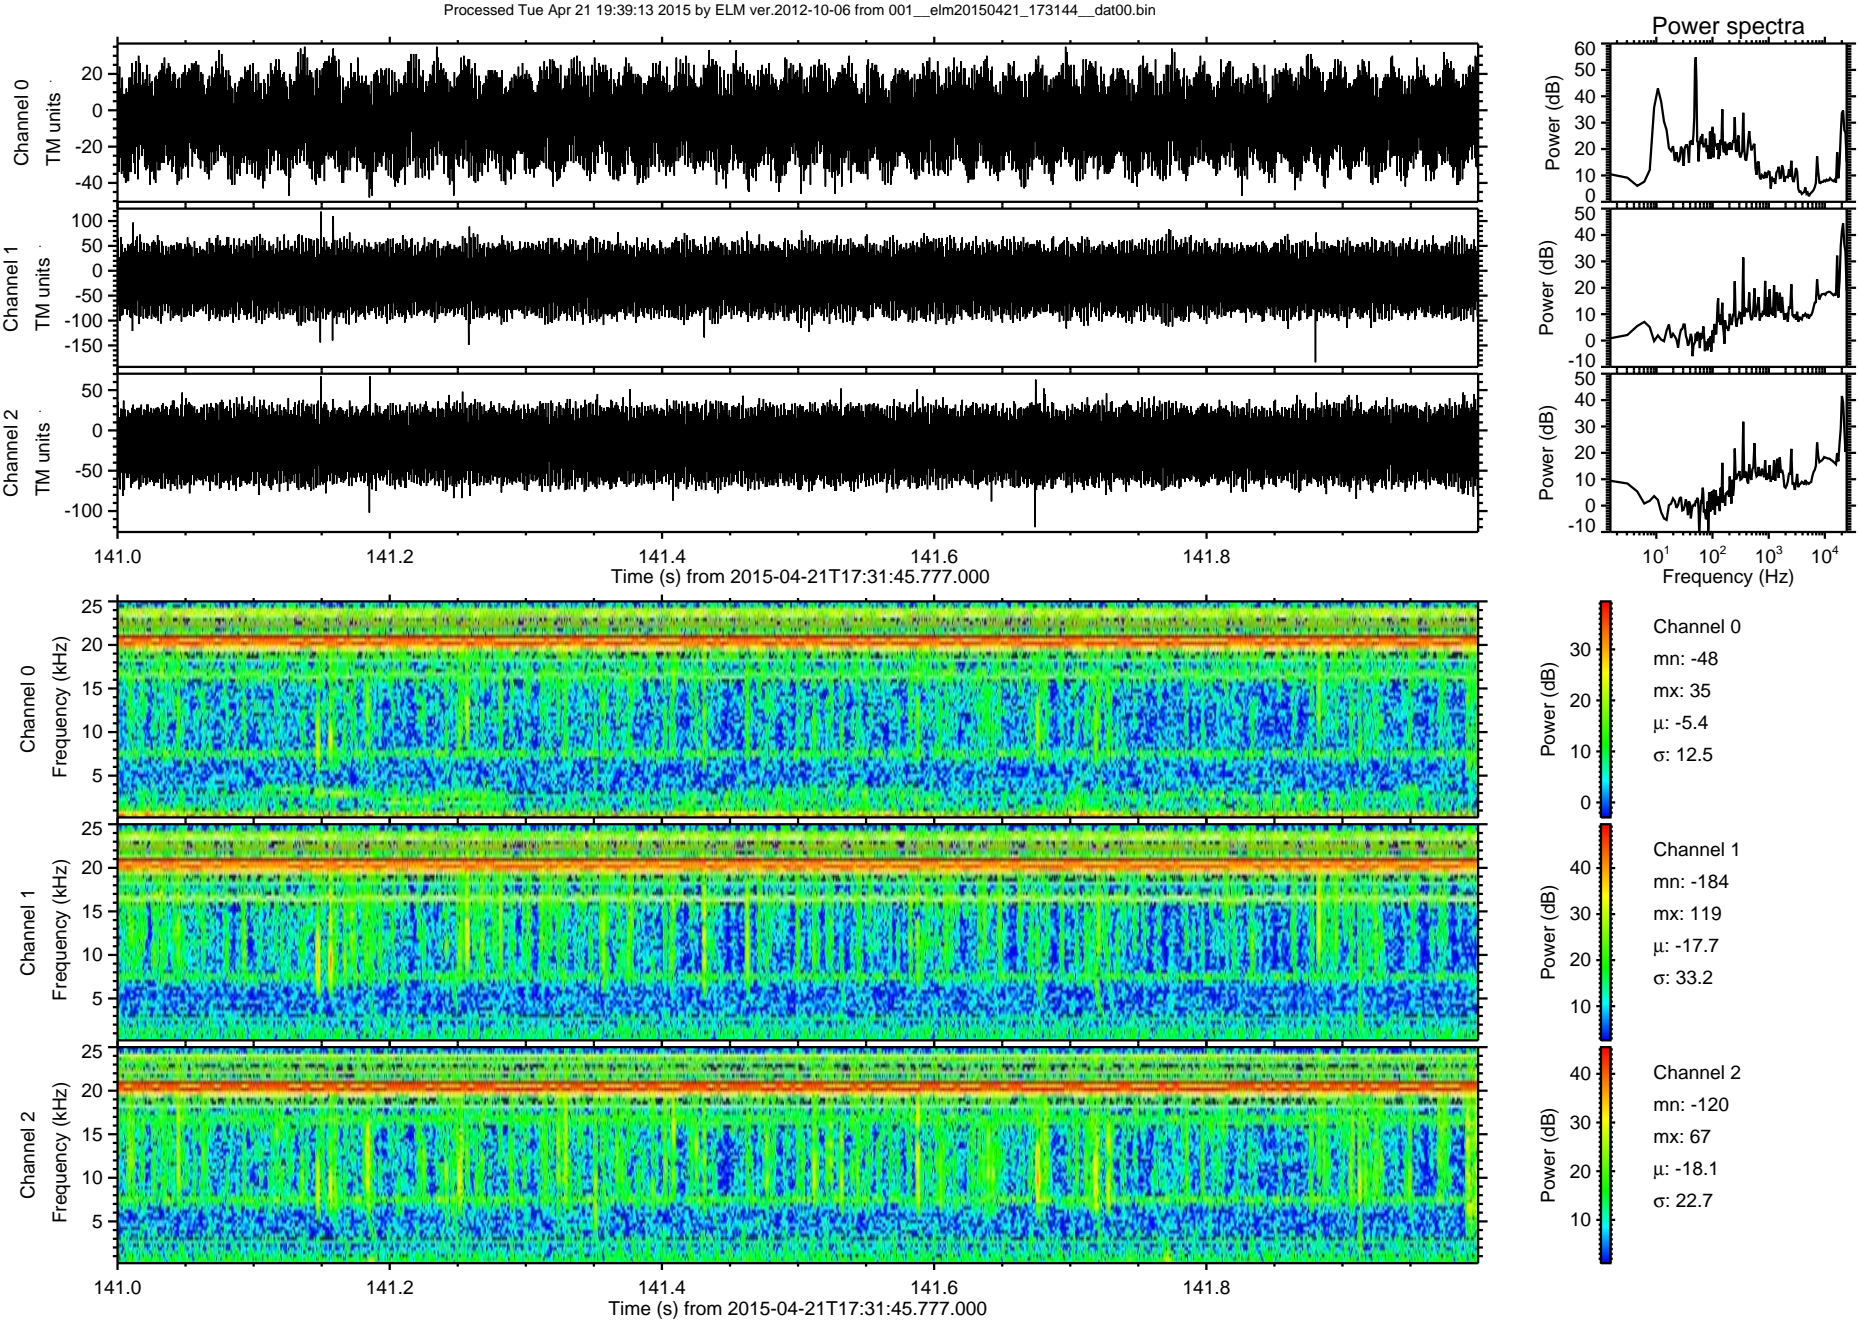 Processed Tue Apr 21 19:39:13 2015 by ELM ver.2012-10-06 from 001__elm20150421_173144__dat00.bin
Power spectra
Channel 0
TM units
20
0
-20
-40
Power (dB)
60
50
40
30
20
10
0
Channel 1
TM units
100
50
0
-50
-100
-150
Power (dB)
50
40
30
20
10
0
-10
Channel 2
TM units
50
0
-50
-100
Power (dB)
50
40
30
20
10
0
-10
141.0 141.2 141.4 141.6 141.8
Time (s) from 2015-04-21T17:31:45.777.000
10¹ 10² 10³ 10⁴
Frequency (Hz)
Channel 0
Frequency (kHz)
25
20
15
10
5
Power (dB)
30
20
10
0
Channel 0
mn: -48
mx: 35
μ: -5.4
σ: 12.5
Channel 1
Frequency (kHz)
25
20
15
10
5
Power (dB)
40
30
20
10
Channel 1
mn: -184
mx: 119
μ: -17.7
σ: 33.2
Channel 2
Frequency (kHz)
25
20
15
10
5
Power (dB)
40
30
20
10
Channel 2
mn: -120
mx: 67
μ: -18.1
σ: 22.7
141.0 141.2 141.4 141.6 141.8
Time (s) from 2015-04-21T17:31:45.777.000